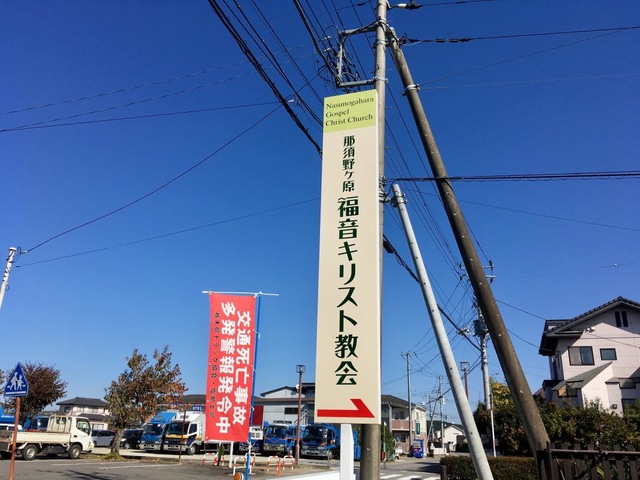 Nasunogahara
Gospel
Christ Church
那須野ヶ原
福音キリスト教会
交通死亡事故
多発警報発令中